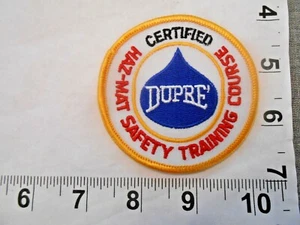 CERTIFIED
HAZ-MAT SAFETY TRAINING COURSE
DUPRE'
4
5
6
7
6 7 8 9 10